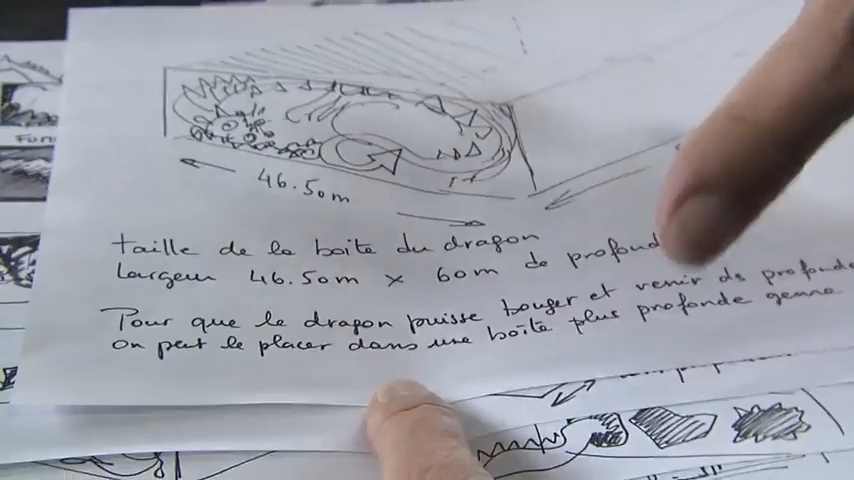 46.50m
taille de la boite du dragon
Largeur 46.50m x 60m de profond
Pour que le dragon puisse bouger et venir de profonde
on peut le placer dans une boîte plus profonde genre